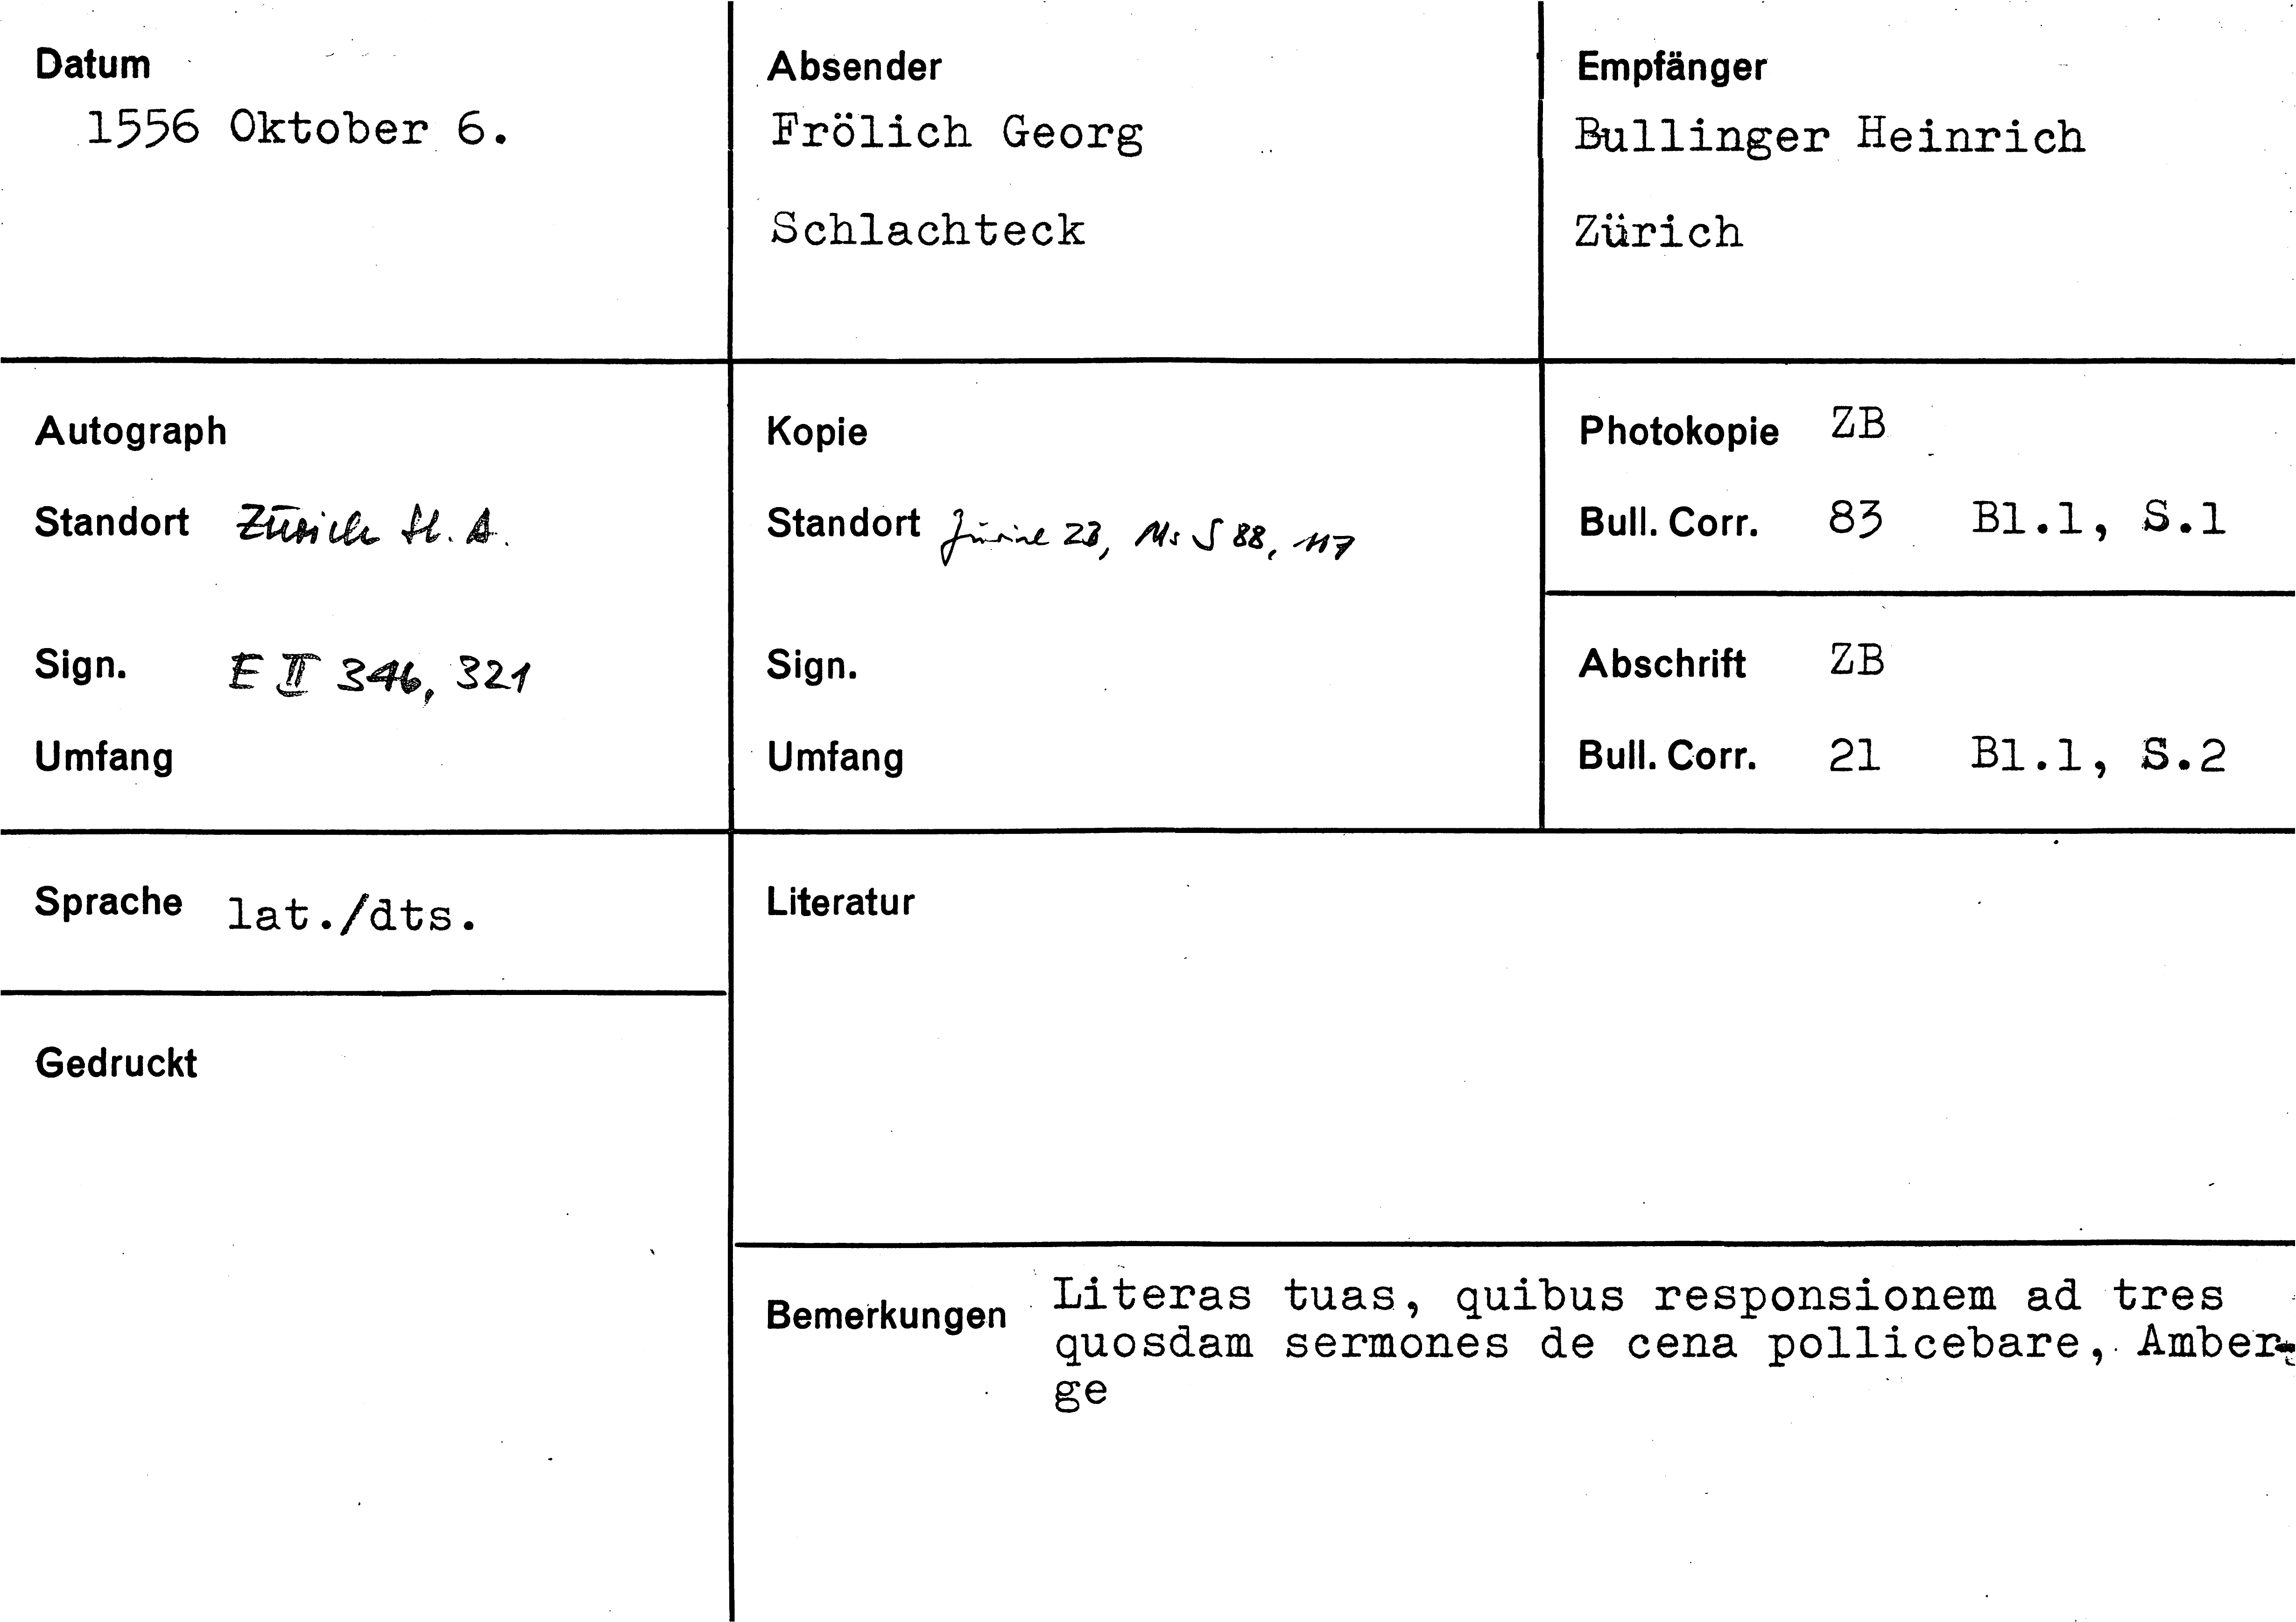 Datum
1556 Oktober 6.
Absender
Frölich Georg
Schlachteck
Empfänger
Bullinger Heinrich
Zürich
Autograph
Standort Zürich St. A.
Sign. E II 346, 321
Umfang
Kopie
Standort Zürich ZB, Ms S 88, 117
Sign.
Umfang
Photokopie ZB
Bull. Corr. 83 Bl.1, S.1
Abschrift ZB
Bull. Corr. 21 Bl.1, S.2
Sprache lat./dts.
Gedruckt
Literatur
Bemerkungen Literas tuas, quibus responsionem ad tres
quosdam sermones de cena pollicebare, Amber-
ge